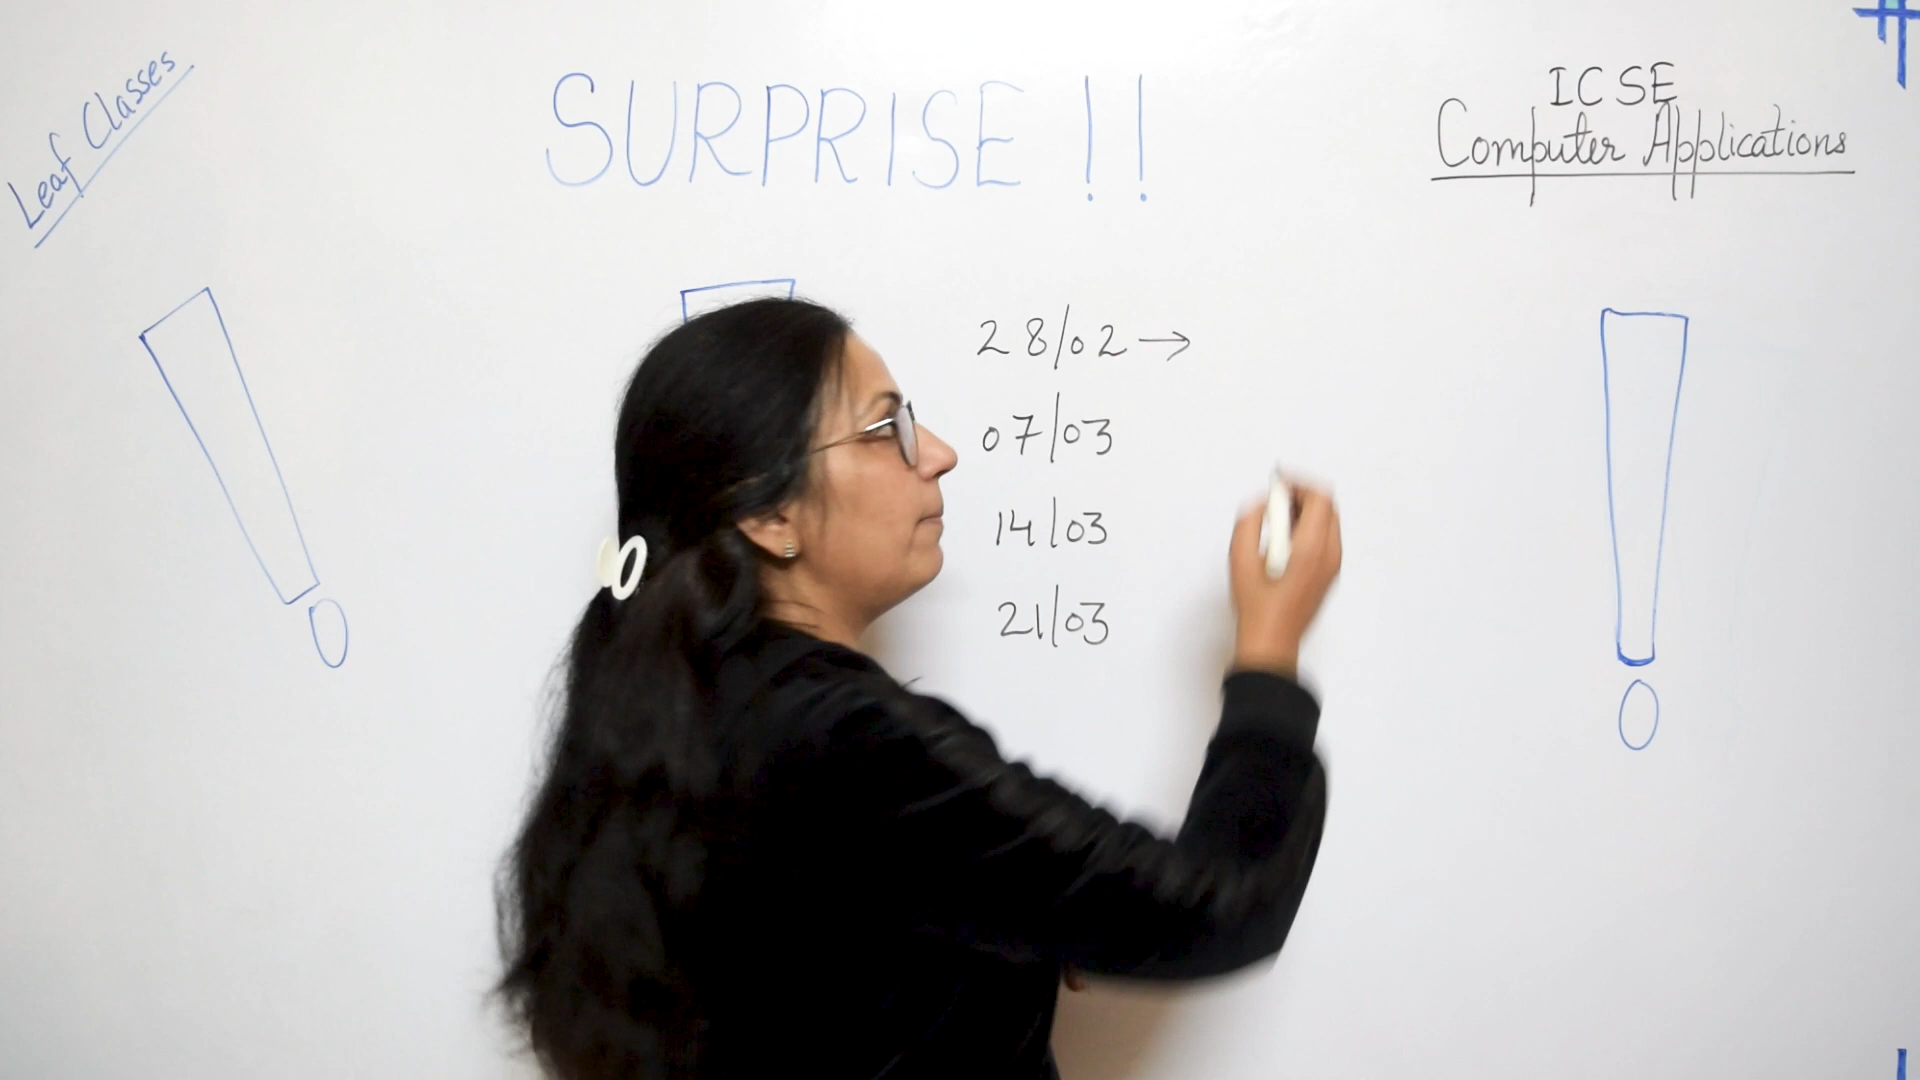 Leaf Classes
SURPRISE !!
ICSE
Computer Applications
28/02 →
07/03
14/03
21/03